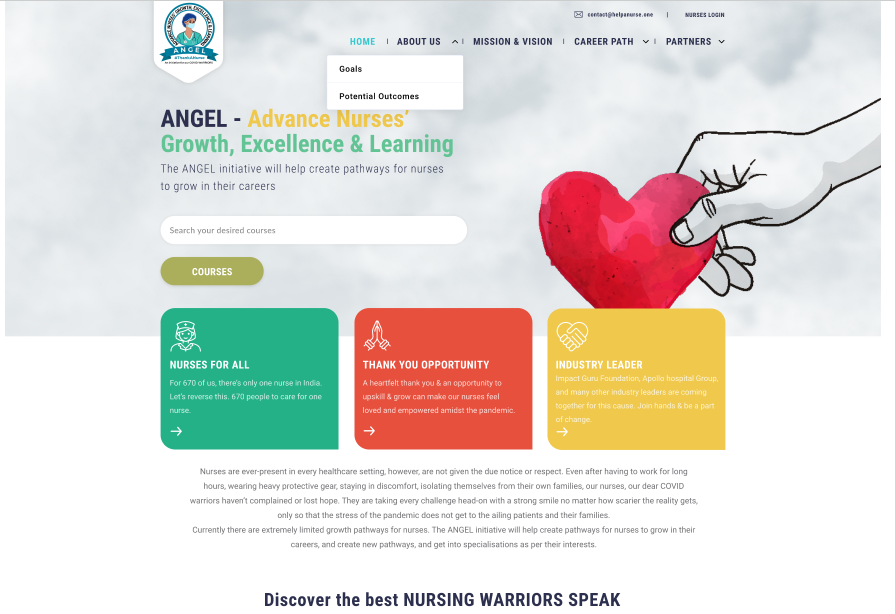 contact@helpanurse.one | NURSES LOGIN
ANGEL
#ThankANurse
HOME | ABOUT US | MISSION & VISION | CAREER PATH | PARTNERS
Goals
Potential Outcomes
ANGEL - Advance Nurses’
Growth, Excellence & Learning
The ANGEL initiative will help create pathways for nurses
to grow in their careers
Search your desired courses
COURSES
NURSES FOR ALL
For 670 of us, there's only one nurse in India.
Let's reverse this. 670 people to care for one
nurse.
THANK YOU OPPORTUNITY
A heartfelt thank you & an opportunity to
upskill & grow can make our nurses feel
loved and empowered amidst the pandemic.
INDUSTRY LEADER
Impact Guru Foundation, Apollo hospital Group,
and many other industry leaders are coming
together for this cause. Join hands & be a part
of change.
Nurses are ever-present in every healthcare setting, however, are not given the due notice or respect. Even after having to work for long
hours, wearing heavy protective gear, staying in discomfort, isolating themselves from their own families, our nurses, our dear COVID
warriors haven't complained or lost hope. They are taking every challenge head-on with a strong smile no matter how scarier the reality gets,
only so that the stress of the pandemic does not get to the ailing patients and their families.
Currently there are extremely limited growth pathways for nurses. The ANGEL initiative will help create pathways for nurses to grow in their
careers, and create new pathways, and get into specialisations as per their interests.
Discover the best NURSING WARRIORS SPEAK